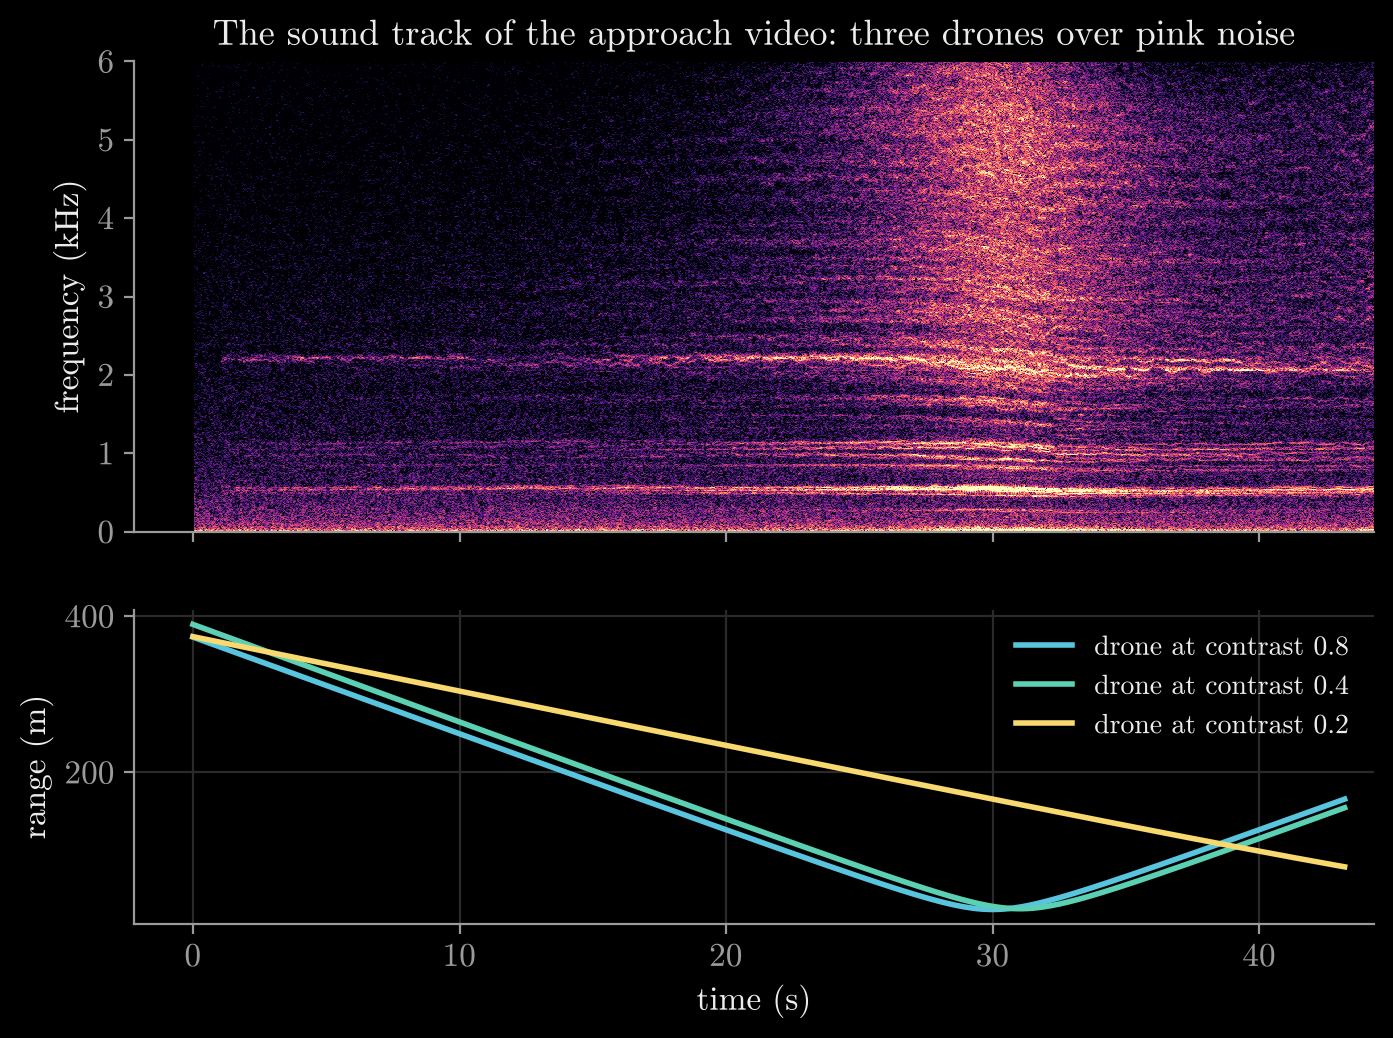 The sound track of the approach video: three drones over pink noise
6
5
4
3
2
1
0
frequency (kHz)
400
200
range (m)
drone at contrast 0.8
drone at contrast 0.4
drone at contrast 0.2
0 10 20 30 40
time (s)